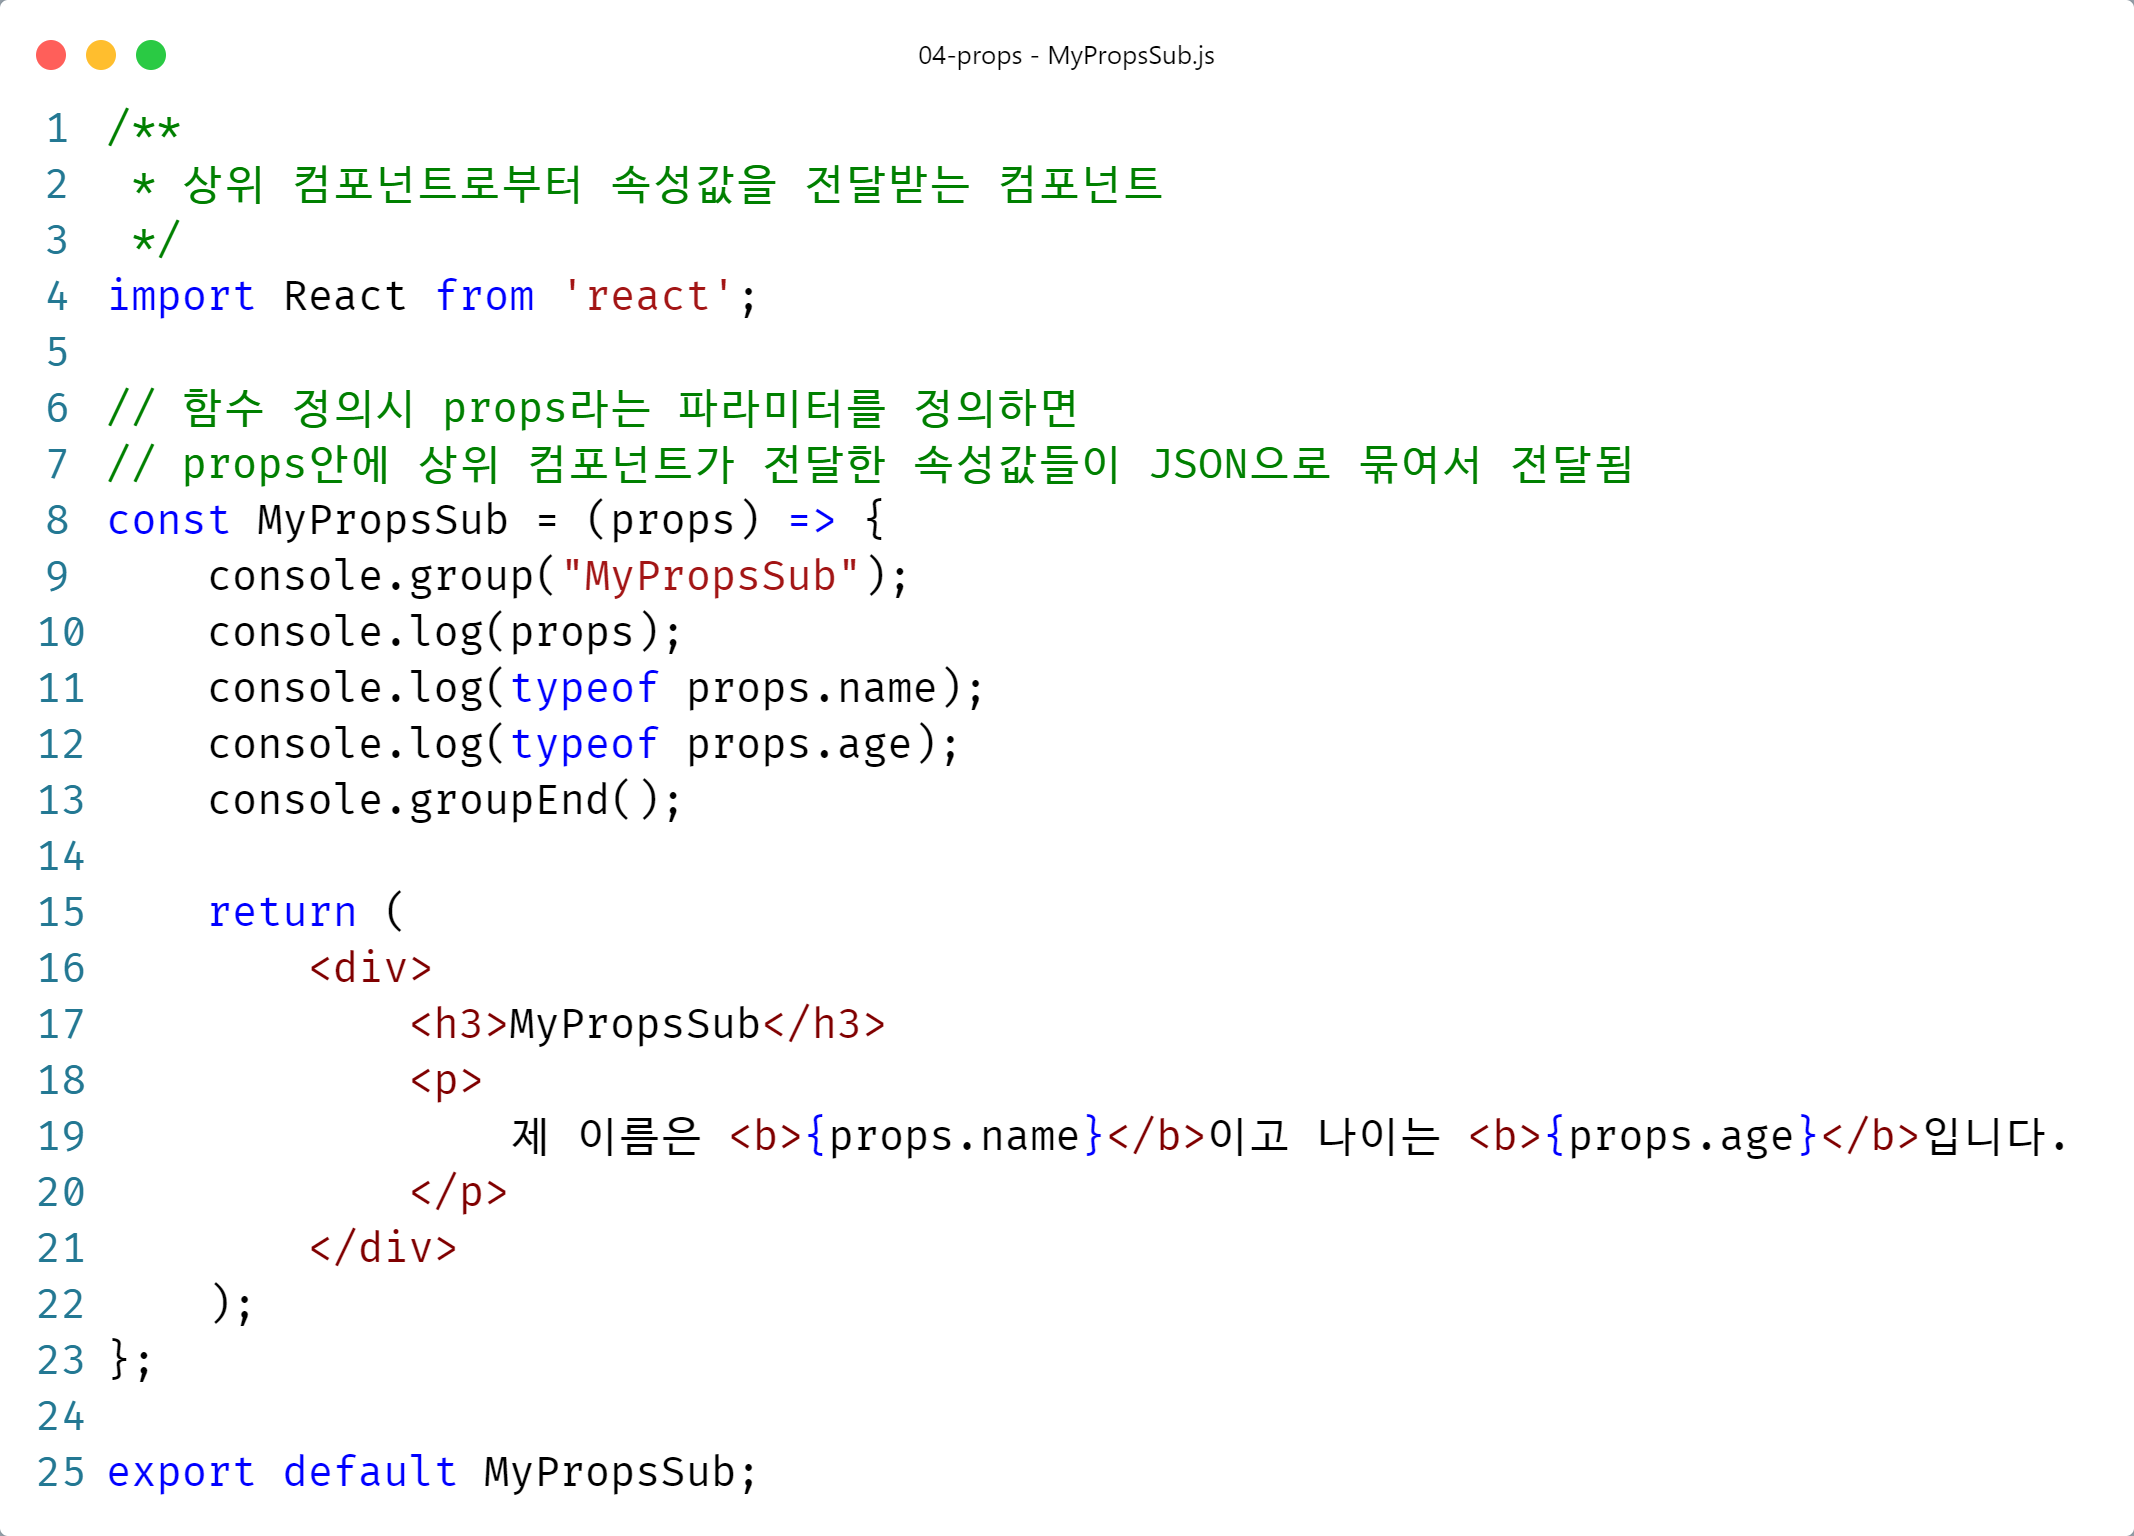 04-props - MyPropsSub.js
1 /**
2  * 상위 컴포넌트로부터 속성값을 전달받는 컴포넌트
3  */
4 import React from 'react';
5
6 // 함수 정의시 props라는 파라미터를 정의하면
7 // props안에 상위 컴포넌트가 전달한 속성값들이 JSON으로 묶여서 전달됨
8 const MyPropsSub = (props) => {
9     console.group("MyPropsSub");
10     console.log(props);
11     console.log(typeof props.name);
12     console.log(typeof props.age);
13     console.groupEnd();
14
15     return (
16         <div>
17             <h3>MyPropsSub</h3>
18             <p>
19                 제 이름은 <b>{props.name}</b>이고 나이는 <b>{props.age}</b>입니다.
20             </p>
21         </div>
22     );
23 };
24
25 export default MyPropsSub;